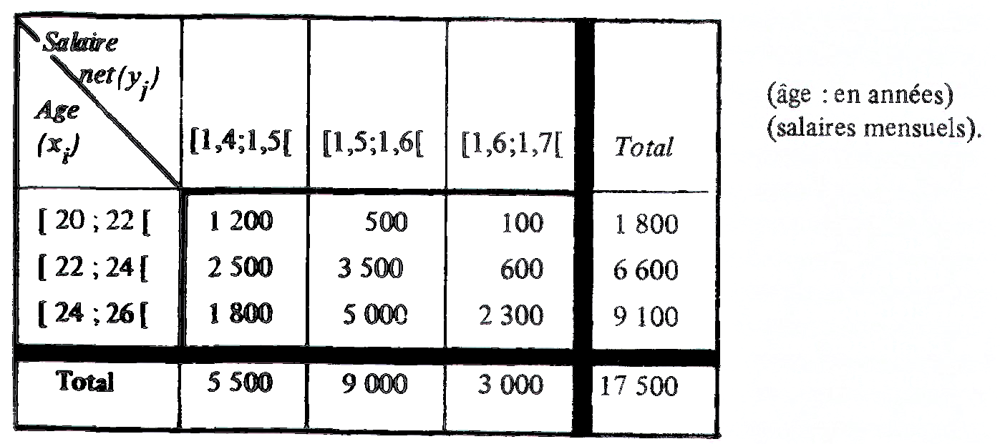 Salaire
net(y_j)
Age
(x_i)
[1,4;1,5[ [1,5;1,6[ [1,6;1,7[ Total
[ 20 ; 22 [ 1 200 500 100 1 800
[ 22 ; 24 [ 2 500 3 500 600 6 600
[ 24 ; 26 [ 1 800 5 000 2 300 9 100
Total 5 500 9 000 3 000 17 500
(âge : en années)
(salaires mensuels).